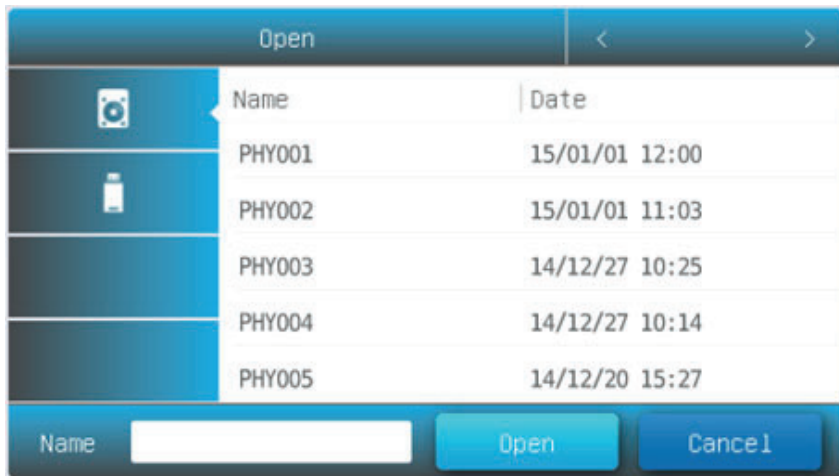 Open < >
Name Date
PHY001 15/01/01 12:00
PHY002 15/01/01 11:03
PHY003 14/12/27 10:25
PHY004 14/12/27 10:14
PHY005 14/12/20 15:27
Name Open Cancel